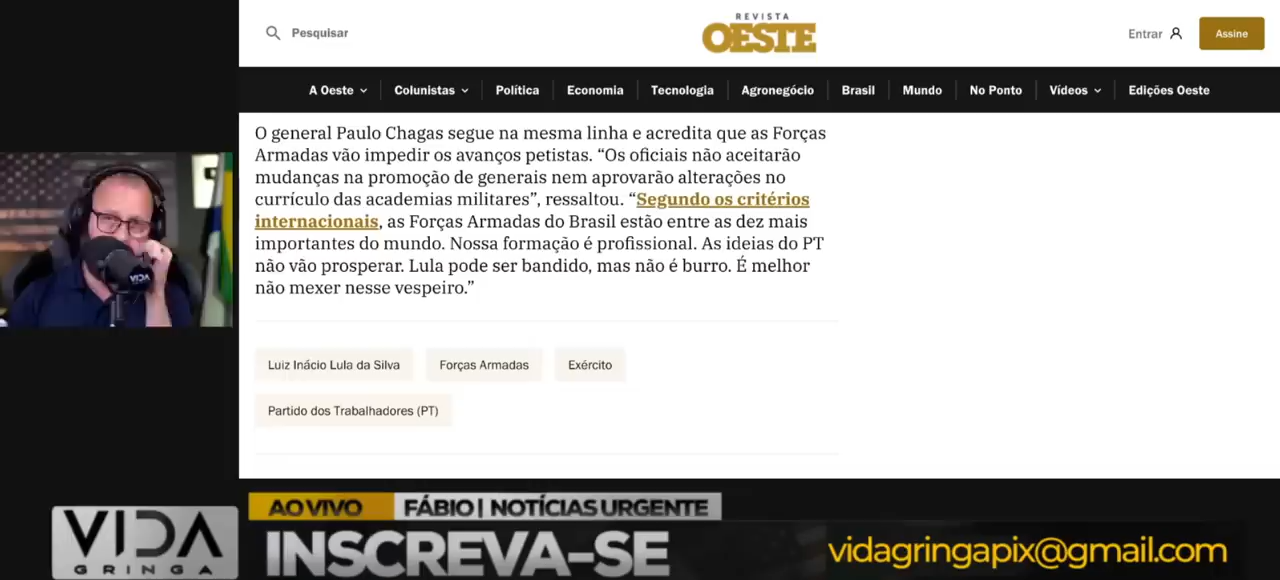 Pesquisar
REVISTA
OESTE
Entrar
Assine
A Oeste
Colunistas
Política
Economia
Tecnologia
Agronegócio
Brasil
Mundo
No Ponto
Vídeos
Edições Oeste
O general Paulo Chagas segue na mesma linha e acredita que as Forças
Armadas vão impedir os avanços petistas. “Os oficiais não aceitarão
mudanças na promoção de generais nem aprovarão alterações no
currículo das academias militares”, ressaltou. “Segundo os critérios
internacionais, as Forças Armadas do Brasil estão entre as dez mais
importantes do mundo. Nossa formação é profissional. As ideias do PT
não vão prosperar. Lula pode ser bandido, mas não é burro. É melhor
não mexer nesse vespeiro.”
Luiz Inácio Lula da Silva
Forças Armadas
Exército
Partido dos Trabalhadores (PT)
VIDA
AO VIVO
FÁBIO | NOTÍCIAS URGENTE
VIDA
GRINGA
INSCREVA-SE
vidagringapix@gmail.com